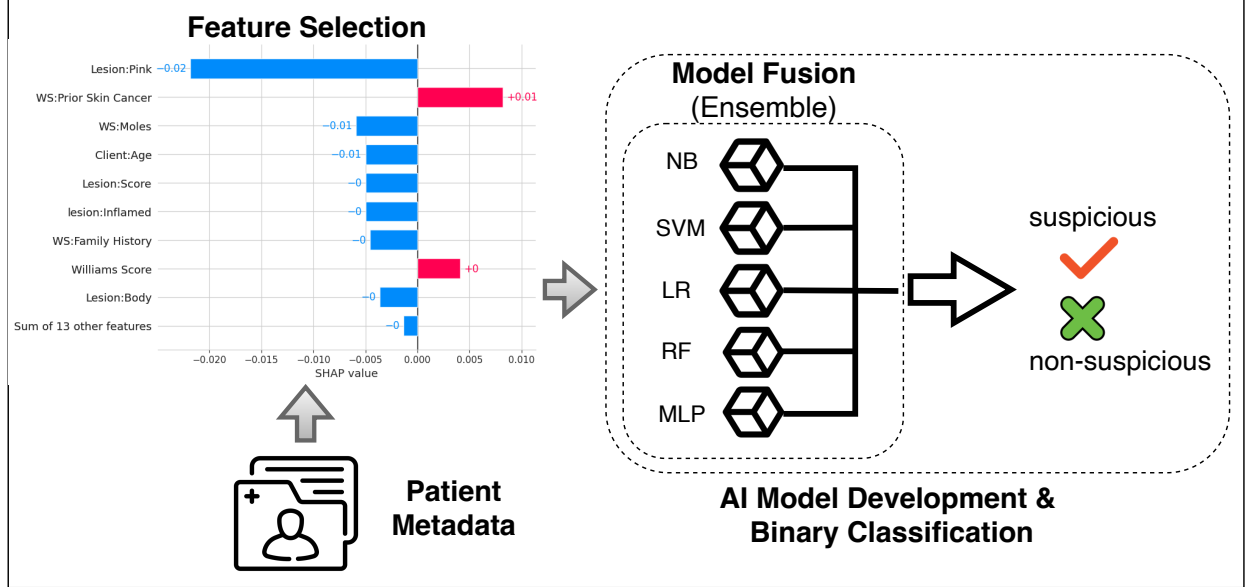 Feature Selection
Lesion:Pink
−0.02
WS:Prior Skin Cancer
+0.01
WS:Moles
−0.01
Client:Age
−0.01
Lesion:Score
−0
lesion:Inflamed
−0
WS:Family History
−0
Williams Score
+0
Lesion:Body
−0
Sum of 13 other features
−0
−0.020 −0.015 −0.010 −0.005 0.000 0.005 0.010
SHAP value
Patient
Metadata
Model Fusion
(Ensemble)
NB
SVM
LR
RF
MLP
suspicious
non-suspicious
AI Model Development &
Binary Classification